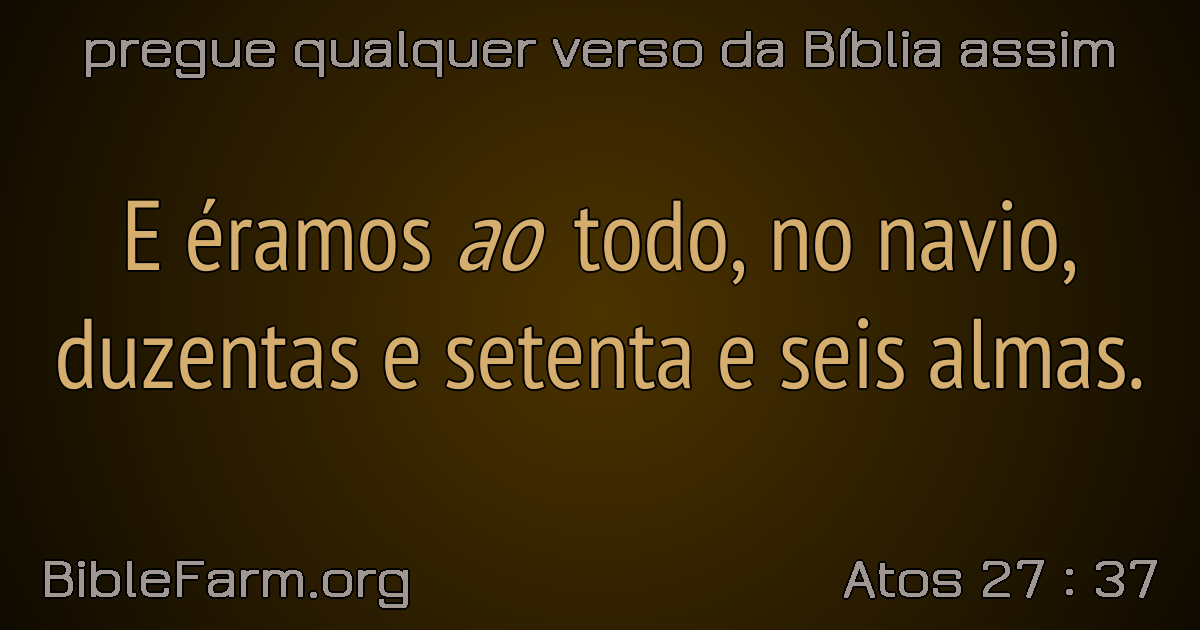 pregue qualquer verso da Bíblia assim
E éramos ao todo, no navio,
duzentas e setenta e seis almas.
BibleFarm.org
Atos 27 : 37